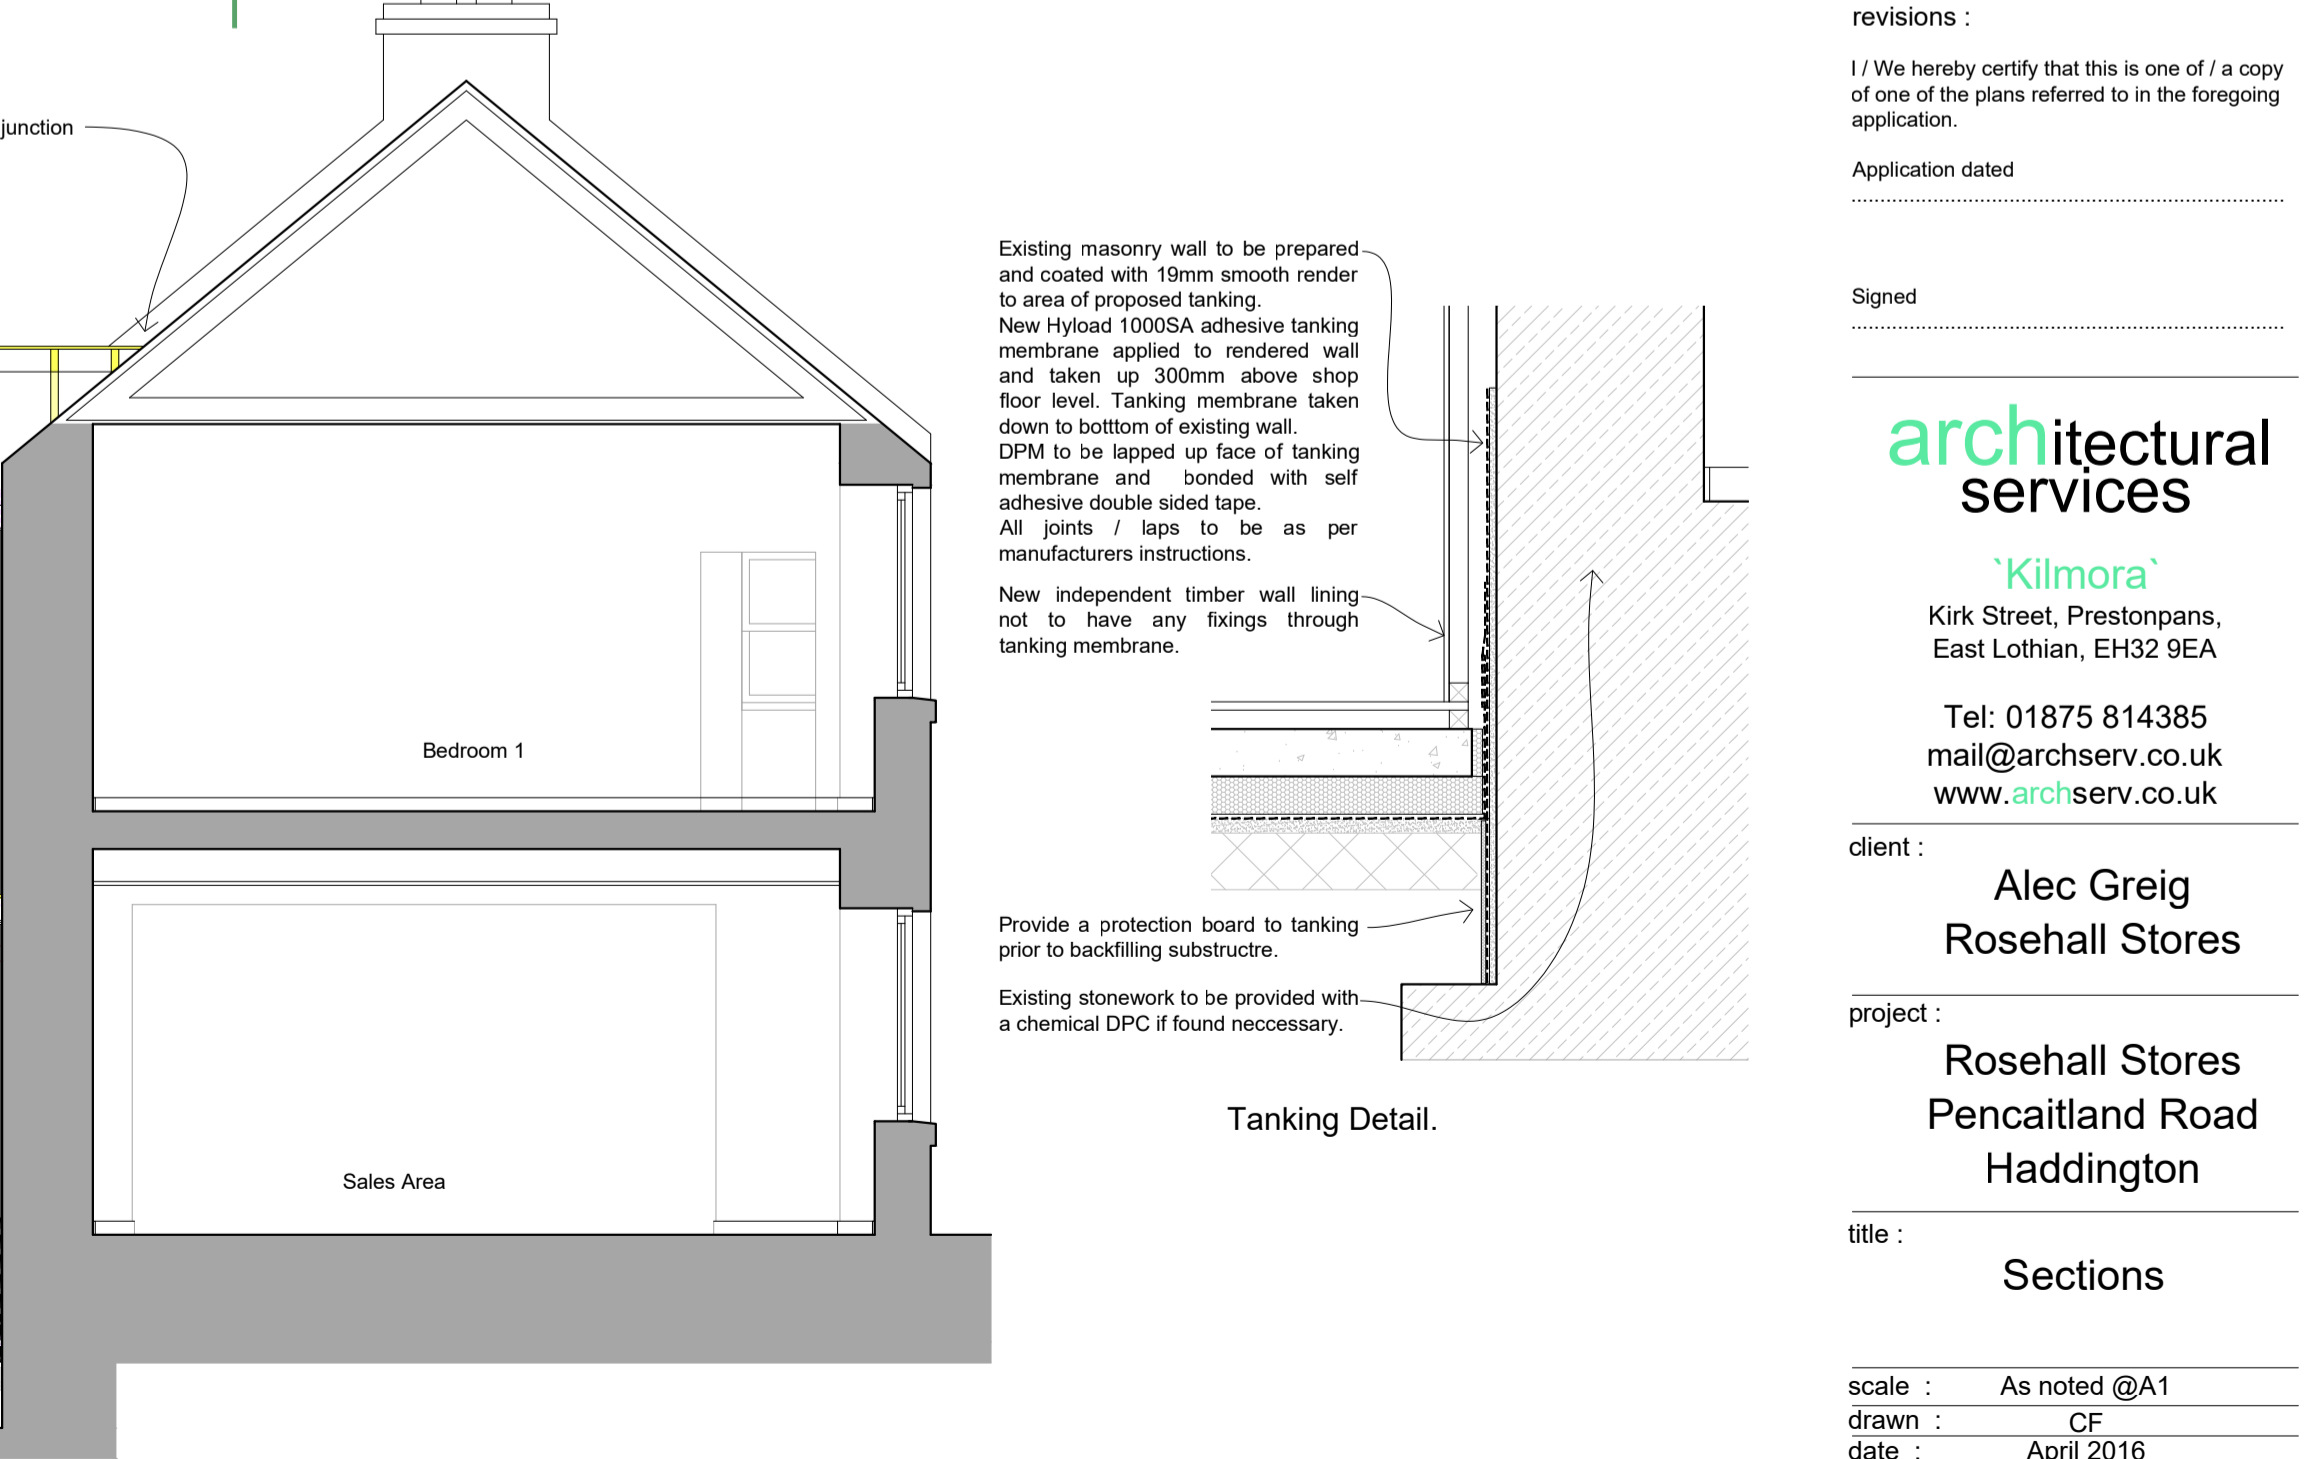 junction
Bedroom 1
Sales Area
Existing masonry wall to be prepared
and coated with 19mm smooth render
to area of proposed tanking.
New Hyload 1000SA adhesive tanking
membrane applied to rendered wall
and taken up 300mm above shop
floor level. Tanking membrane taken
down to botttom of existing wall.
DPM to be lapped up face of tanking
membrane and bonded with self
adhesive double sided tape.
All joints / laps to be as per
manufacturers instructions.
New independent timber wall lining
not to have any fixings through
tanking membrane.
Provide a protection board to tanking
prior to backfilling substructre.
Existing stonework to be provided with
a chemical DPC if found neccessary.
Tanking Detail.
revisions :
I / We hereby certify that this is one of / a copy
of one of the plans referred to in the foregoing
application.
Application dated
Signed
architectural
services
`Kilmora`
Kirk Street, Prestonpans,
East Lothian, EH32 9EA
Tel: 01875 814385
mail@archserv.co.uk
www.archserv.co.uk
client :
Alec Greig
Rosehall Stores
project :
Rosehall Stores
Pencaitland Road
Haddington
title :
Sections
scale : As noted @A1
drawn : CF
date : April 2016